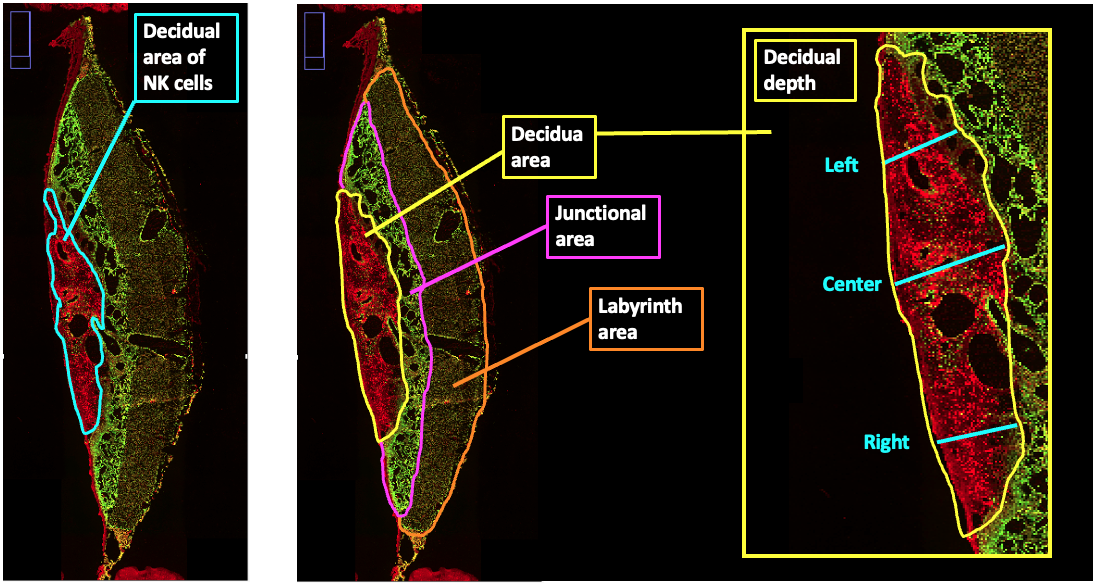 Decidual
area of
NK cells
Decidua
area
Junctional
area
Labyrinth
area
Decidual
depth
Left
Center
Right